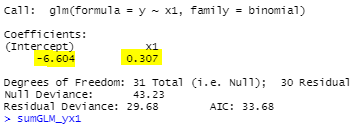 Call:  glm(formula = y ~ x1, family = binomial)
Coefficients:
(Intercept)           x1
     -6.604        0.307
Degrees of Freedom: 31 Total (i.e. Null);  30 Residual
Null Deviance:      43.23
Residual Deviance: 29.68        AIC: 33.68
> sumGLM_yx1